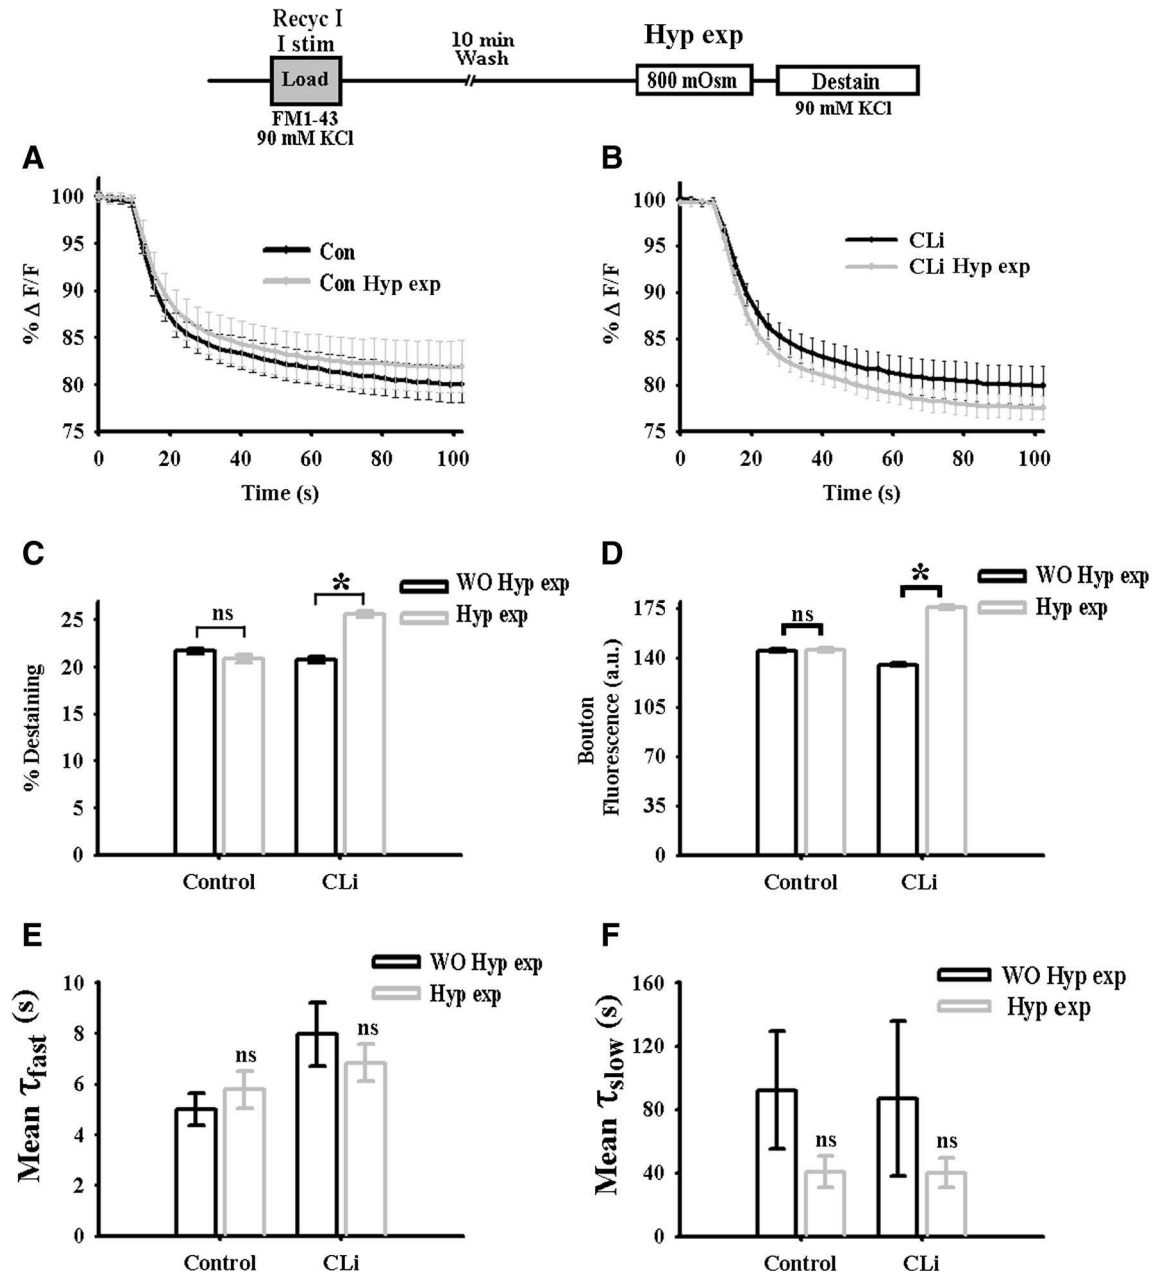 Recyc I
I stim
Load
FM1-43
90 mM KCl
10 min
Wash
Hyp exp
800 mOsm
Destain
90 mM KCl
A
100
95
90
85
80
75
% Δ F/F
Con
Con Hyp exp
0 20 40 60 80 100
Time (s)
B
100
95
90
85
80
75
% Δ F/F
CLi
CLi Hyp exp
0 20 40 60 80 100
Time (s)
C
25
20
15
10
5
0
% Destaining
ns
*
WO Hyp exp
Hyp exp
Control CLi
D
175
140
105
70
35
0
Bouton
Fluorescence (a.u.)
ns
*
WO Hyp exp
Hyp exp
Control CLi
E
10
8
6
4
2
0
Mean τfast (s)
WO Hyp exp
Hyp exp
ns
ns
Control CLi
F
160
120
80
40
0
Mean τslow (s)
WO Hyp exp
Hyp exp
ns
ns
Control CLi